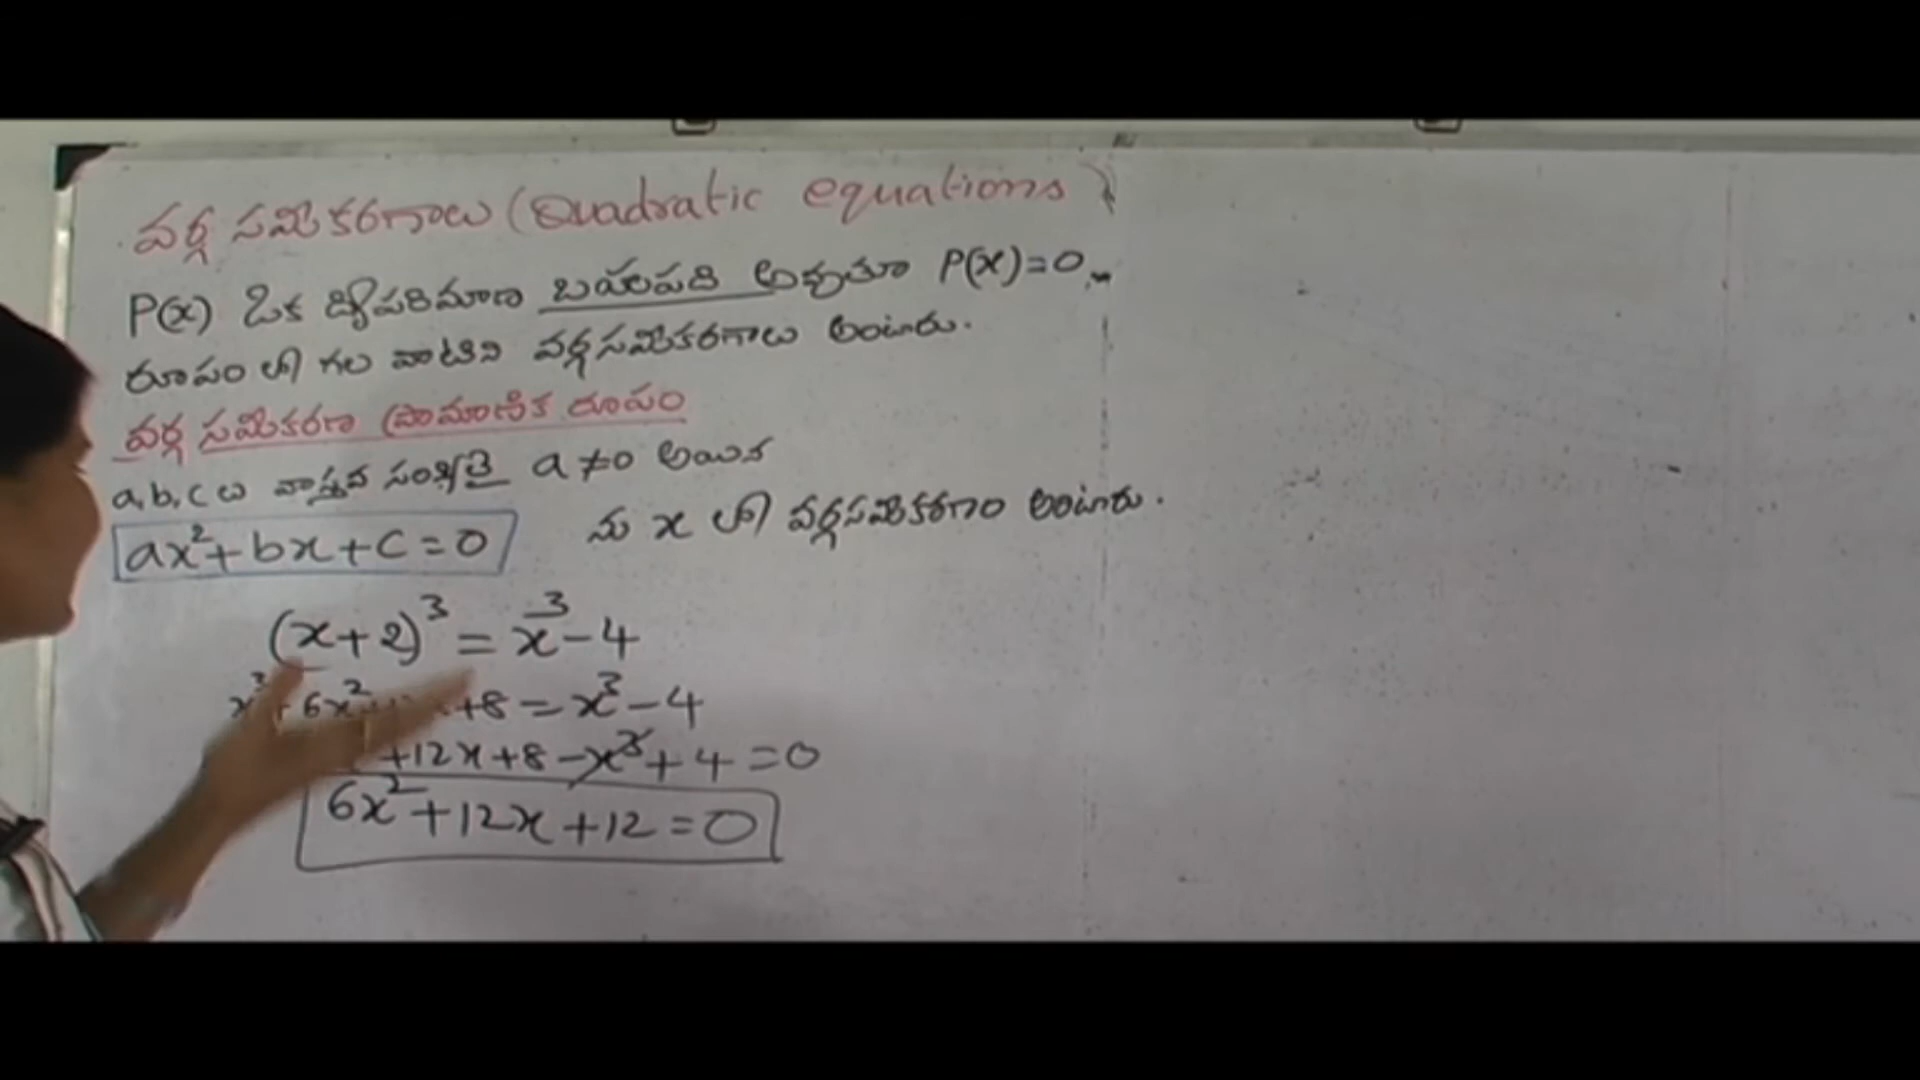 వర్గ సమీకరణాలు (Quadratic equations)
P(x) ఒక ద్విపరిమాణ బహుపది అవుతూ P(x)=0
రూపం లో గల వాటిని వర్గసమీకరణాలు అంటారు.
వర్గ సమీకరణ ప్రామాణిక రూపం
a,b,c లు వాస్తవ సంఖ్యలై a≠0 అయిన
ax²+bx+c=0 ను x లో వర్గసమీకరణం అంటారు.
(x+2)³ = x³-4
x³+6x² +8 = x³-4
+12x+8-x³+4=0
6x²+12x+12=0